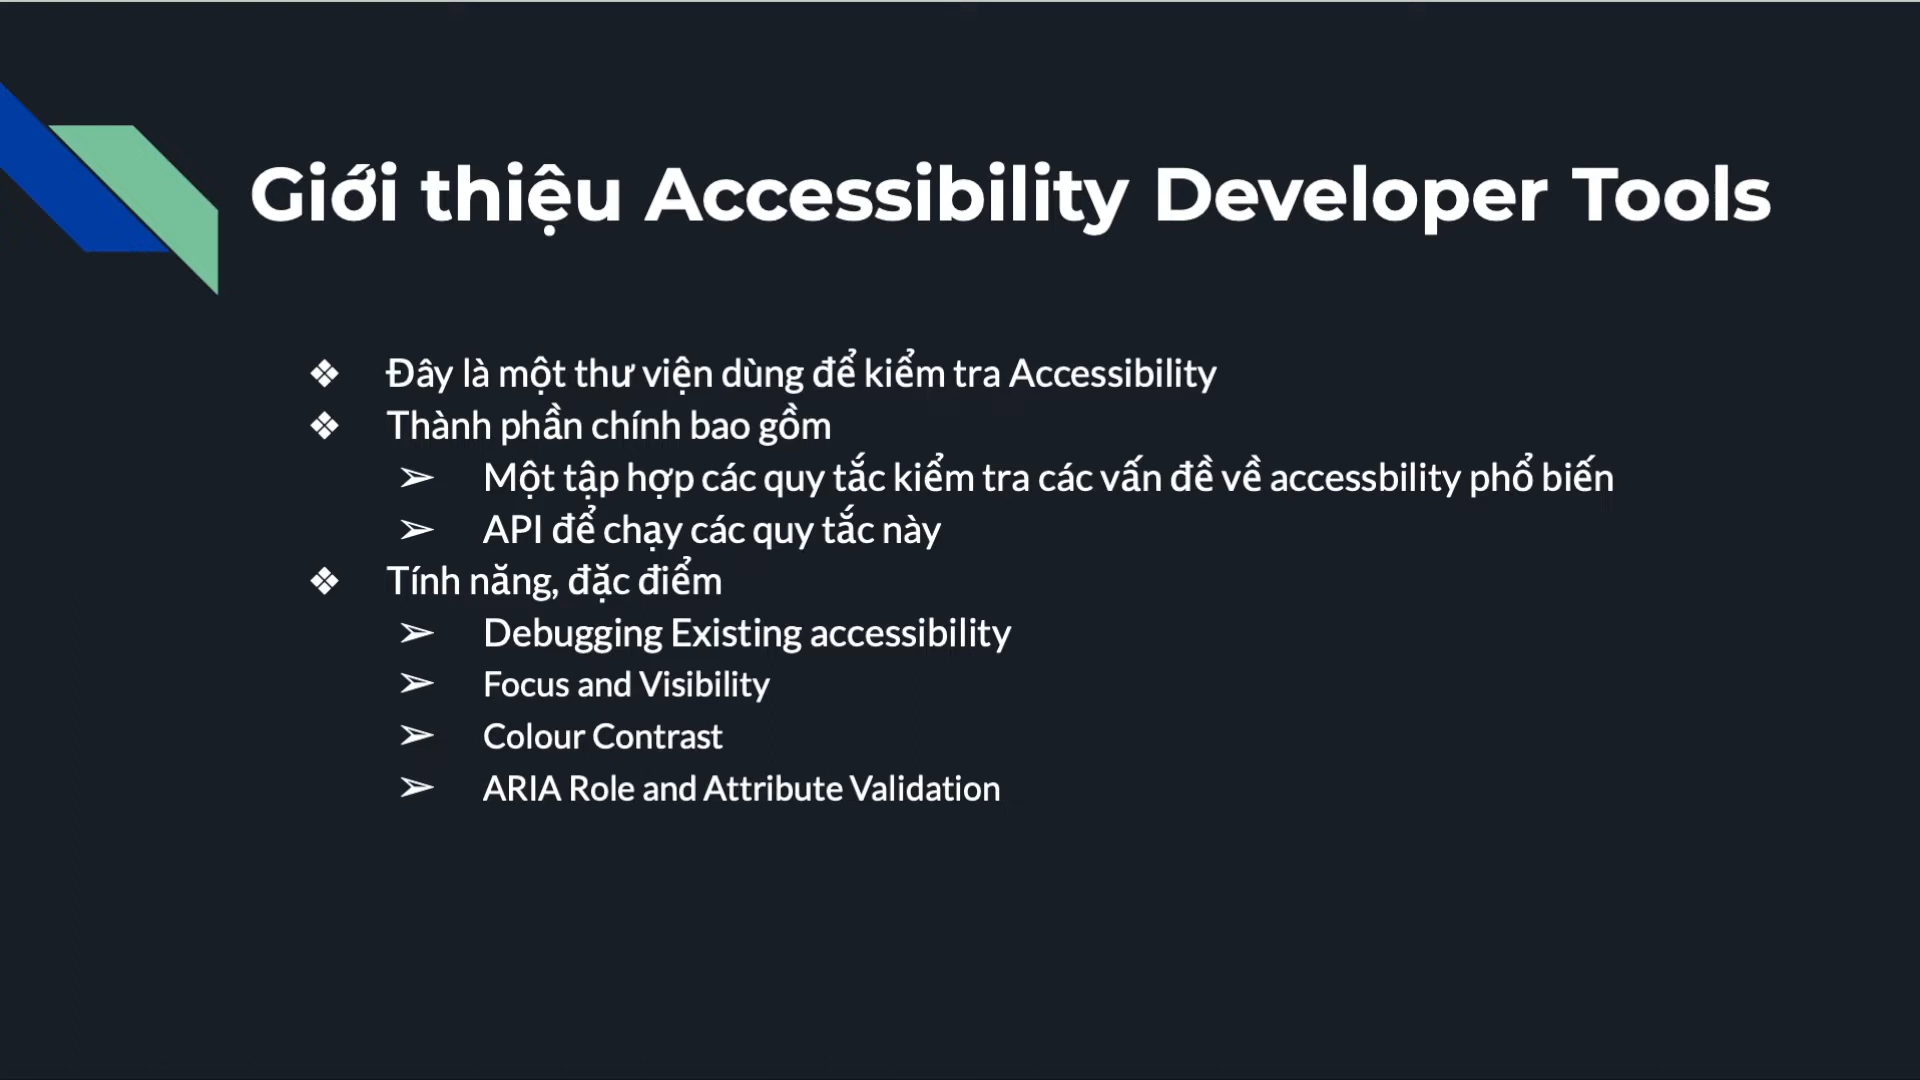 Giới thiệu Accessibility Developer Tools
❖ Đây là một thư viện dùng để kiểm tra Accessibility
❖ Thành phần chính bao gồm
➢ Một tập hợp các quy tắc kiểm tra các vấn đề về accessbility phổ biến
➢ API để chạy các quy tắc này
❖ Tính năng, đặc điểm
➢ Debugging Existing accessibility
➢ Focus and Visibility
➢ Colour Contrast
➢ ARIA Role and Attribute Validation